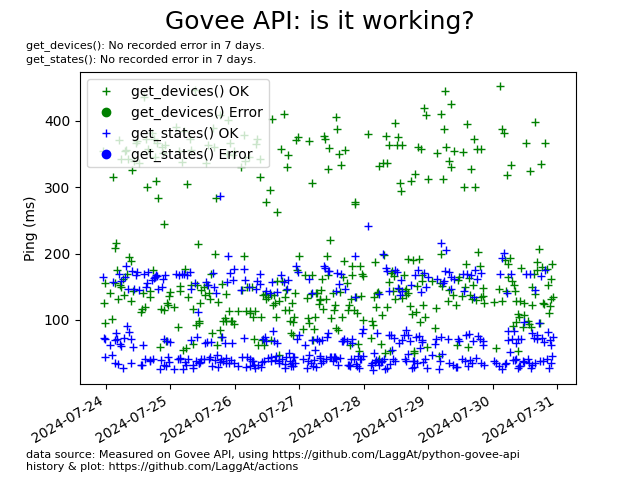 Govee API: is it working?
get_devices(): No recorded error in 7 days.
get_states(): No recorded error in 7 days.
get_devices() OK
get_devices() Error
get_states() OK
get_states() Error
Ping (ms)
400
300
200
100
2024-07-24
2024-07-25
2024-07-26
2024-07-27
2024-07-28
2024-07-29
2024-07-30
2024-07-31
data source: Measured on Govee API, using https://github.com/LaggAt/python-govee-api
history & plot: https://github.com/LaggAt/actions